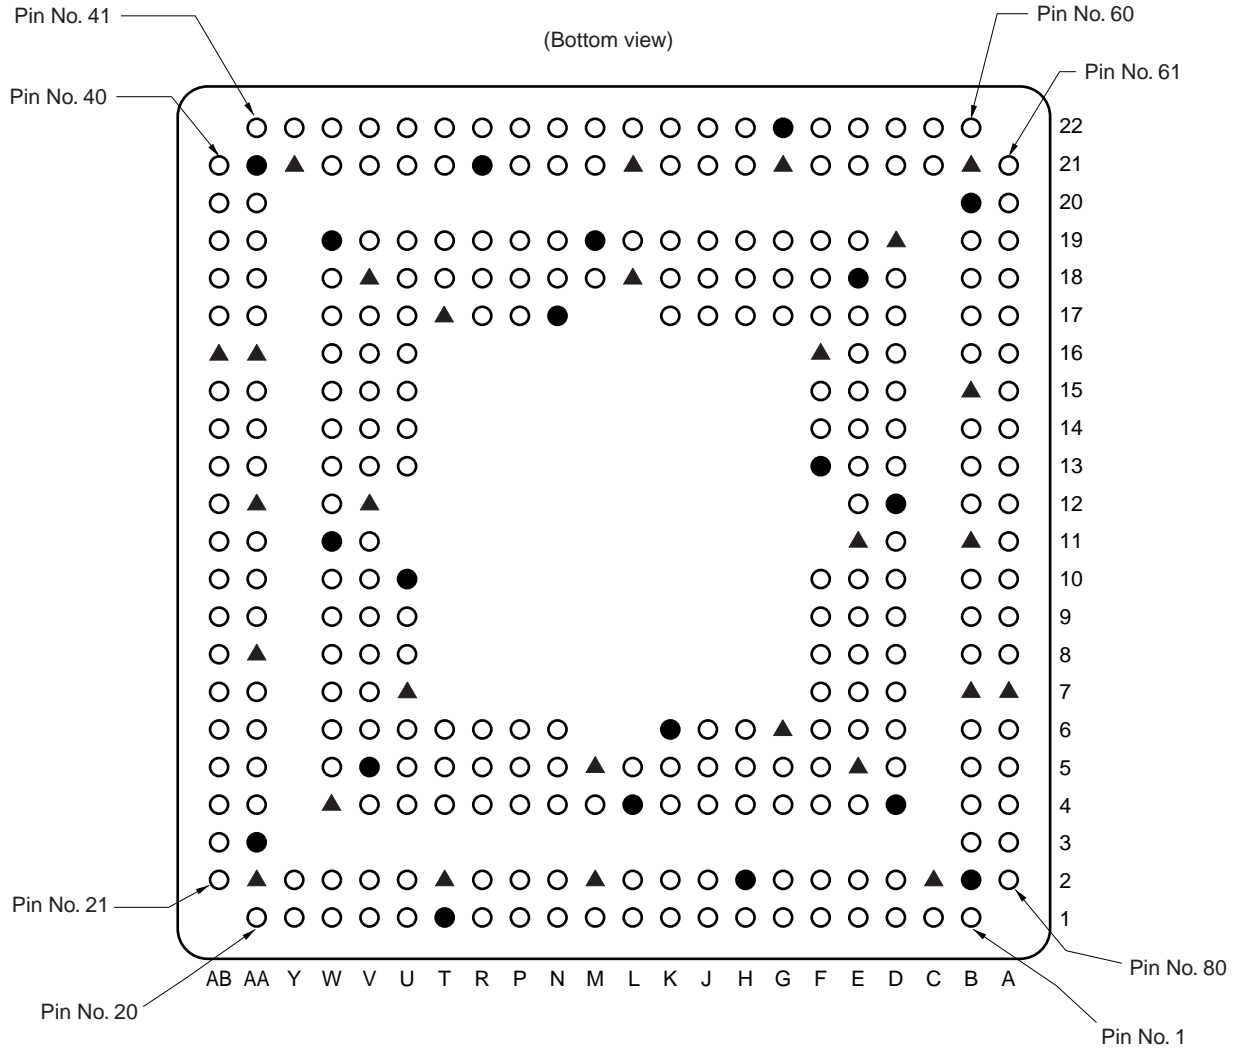 Pin No. 41
Pin No. 60
(Bottom view)
Pin No. 61
Pin No. 40
22
21
20
19
18
17
16
15
14
13
12
11
10
9
8
7
6
5
4
3
2
1
Pin No. 21
AB AA Y W V U T R P N M L K J H G F E D C B A
Pin No. 80
Pin No. 20
Pin No. 1